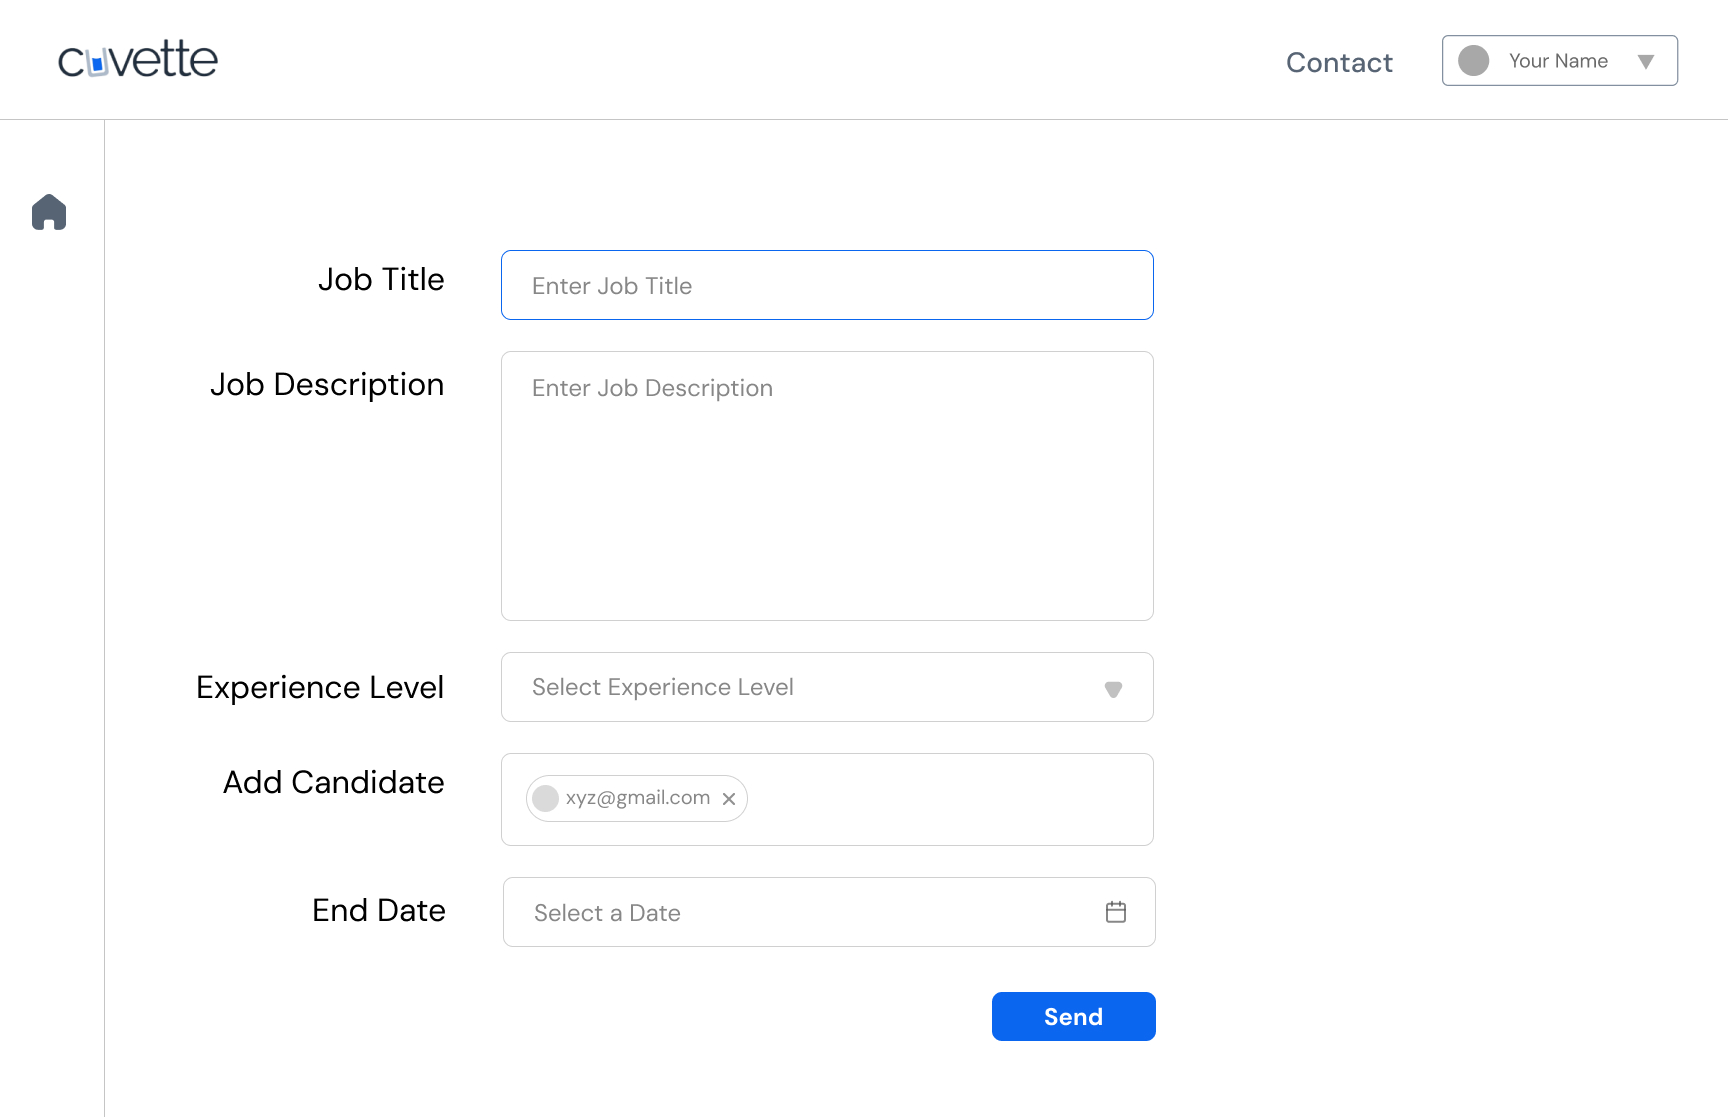 cuvette
Contact
Your Name
Job Title
Enter Job Title
Job Description
Enter Job Description
Experience Level
Select Experience Level
Add Candidate
xyz@gmail.com
End Date
Select a Date
Send